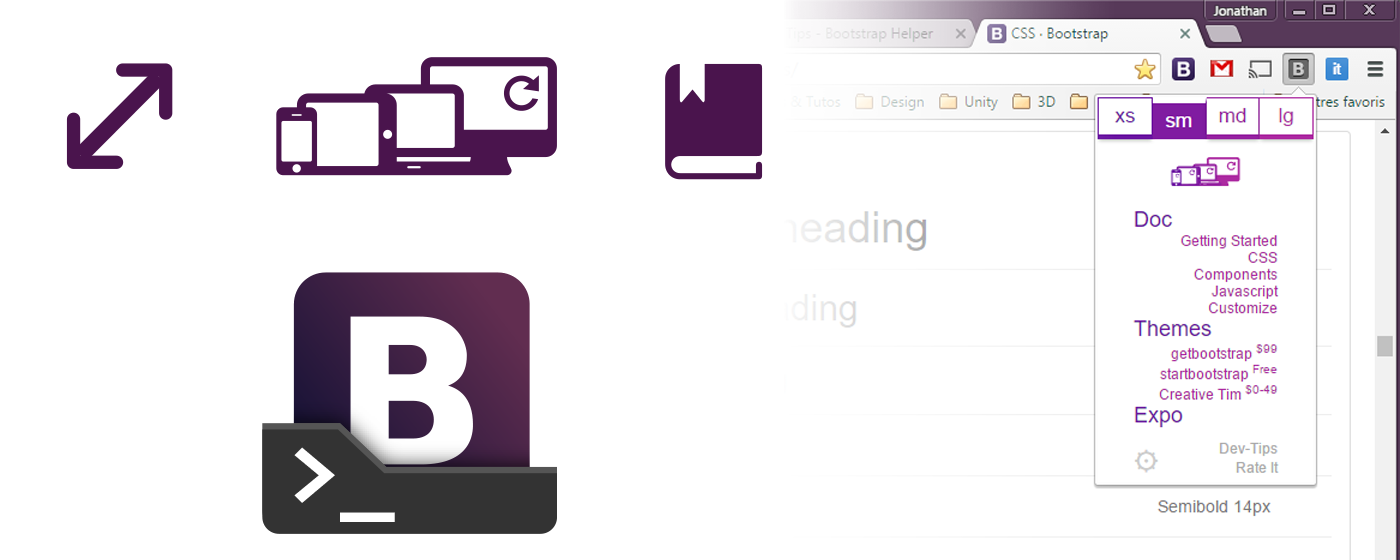 Jonathan
Tips - Bootstrap Helper
CSS · Bootstrap
B
B
it
& Tutos
Design
Unity
3D
tres favoris
xs
sm
md
lg
heading
Doc
Getting Started
CSS
Components
Javascript
Customize
ding
Themes
getbootstrap $99
startbootstrap Free
Creative Tim $0-49
Expo
Dev-Tips
Rate It
Semibold 14px
B
>_